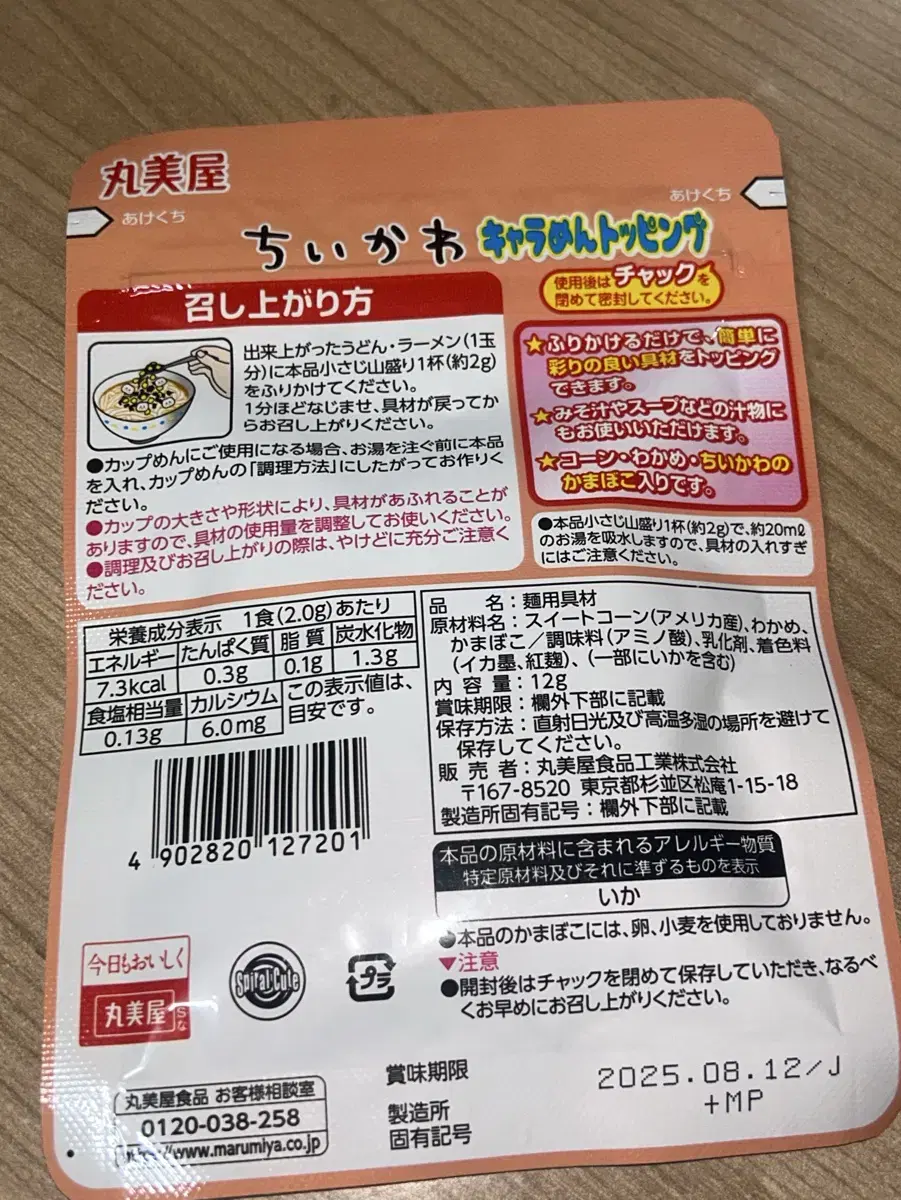 丸美屋
あけくち
あけくち
ちいかわ キャラめんトッピング
使用後はチャックを
閉めて密封してください。
召し上がり方
出来上がったうどん・ラーメン(1玉
分)に本品小さじ山盛り1杯(約2g)
をふりかけてください。
1分ほどなじませ、具材が戻ってか
らお召し上がりください。
●カップめんにご使用になる場合、お湯を注ぐ前に本品
を入れ、カップめんの「調理方法」にしたがってお作りく
ださい。
●カップの大きさや形状により、具材があふれることが
ありますので、具材の使用量を調整してお使いください。
●調理及びお召し上がりの際は、やけどに充分ご注意く
ださい。
★ふりかけるだけで、簡単に
彩りの良い具材をトッピング
できます。
★みそ汁やスープなどの汁物に
もお使いいただけます。
★コーン・わかめ・ちいかわの
かまぼこ入りです。
●本品小さじ山盛り1杯(約2g)で、約20mℓ
のお湯を吸水しますので、具材の入れすぎ
にはご注意ください。
栄養成分表示 1食(2.0g)あたり
エネルギー たんぱく質 脂質 炭水化物
7.3kcal 0.3g 0.1g 1.3g
食塩相当量 カルシウム この表示値は、
0.13g 6.0mg 目安です。
品名:麺用具材
原材料名:スイートコーン(アメリカ産)、わかめ、
かまぼこ/調味料(アミノ酸)、乳化剤、着色料
(イカ墨、紅麹)、(一部にいかを含む)
内容量:12g
賞味期限:欄外下部に記載
保存方法:直射日光及び高温多湿の場所を避けて
保存してください。
販売者:丸美屋食品工業株式会社
〒167-8520 東京都杉並区松庵1-15-18
製造所固有記号:欄外下部に記載
4 902820 127201
本品の原材料に含まれるアレルギー物質
特定原材料及びそれに準ずるものを表示
いか
●本品のかまぼこには、卵、小麦を使用しておりません。
▼注意
●開封後はチャックを閉めて保存していただき、なるべ
くお早めにお召し上がりください。
今日もおいしく
丸美屋
Sな
Spiral・Cute
プラ
賞味期限
2025.08.12/J
製造所
固有記号
+MP
丸美屋食品 お客様相談室
0120-038-258
www.marumiya.co.jp